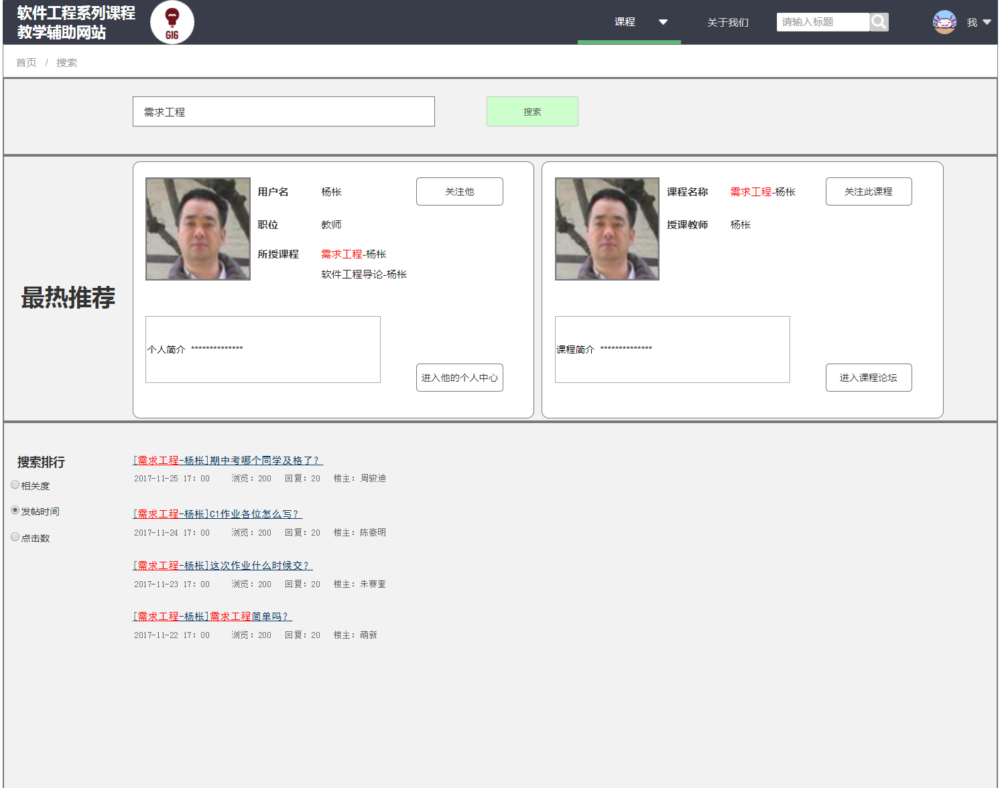 软件工程系列课程
教学辅助网站
G16
课程
关于我们
请输入标题
我
首页 / 搜索
需求工程
搜索
最热推荐
用户名 杨枨
关注他
职位 教师
所授课程 需求工程-杨枨
软件工程导论-杨枨
个人简介 **************
进入他的个人中心
课程名称 需求工程-杨枨
关注此课程
授课教师 杨枨
课程简介 **************
进入课程论坛
搜索排行
相关度
发帖时间
点击数
[需求工程-杨枨]期中考哪个同学及格了?
2017-11-25 17: 00 浏览: 200 回复: 20 楼主: 周骏迪
[需求工程-杨枨]C1作业各位怎么写?
2017-11-24 17: 00 浏览: 200 回复: 20 楼主: 陈豪明
[需求工程-杨枨]这次作业什么时候交?
2017-11-23 17: 00 浏览: 200 回复: 20 楼主: 朱赛奎
[需求工程-杨枨]需求工程简单吗?
2017-11-22 17: 00 浏览: 200 回复: 20 楼主: 萌新